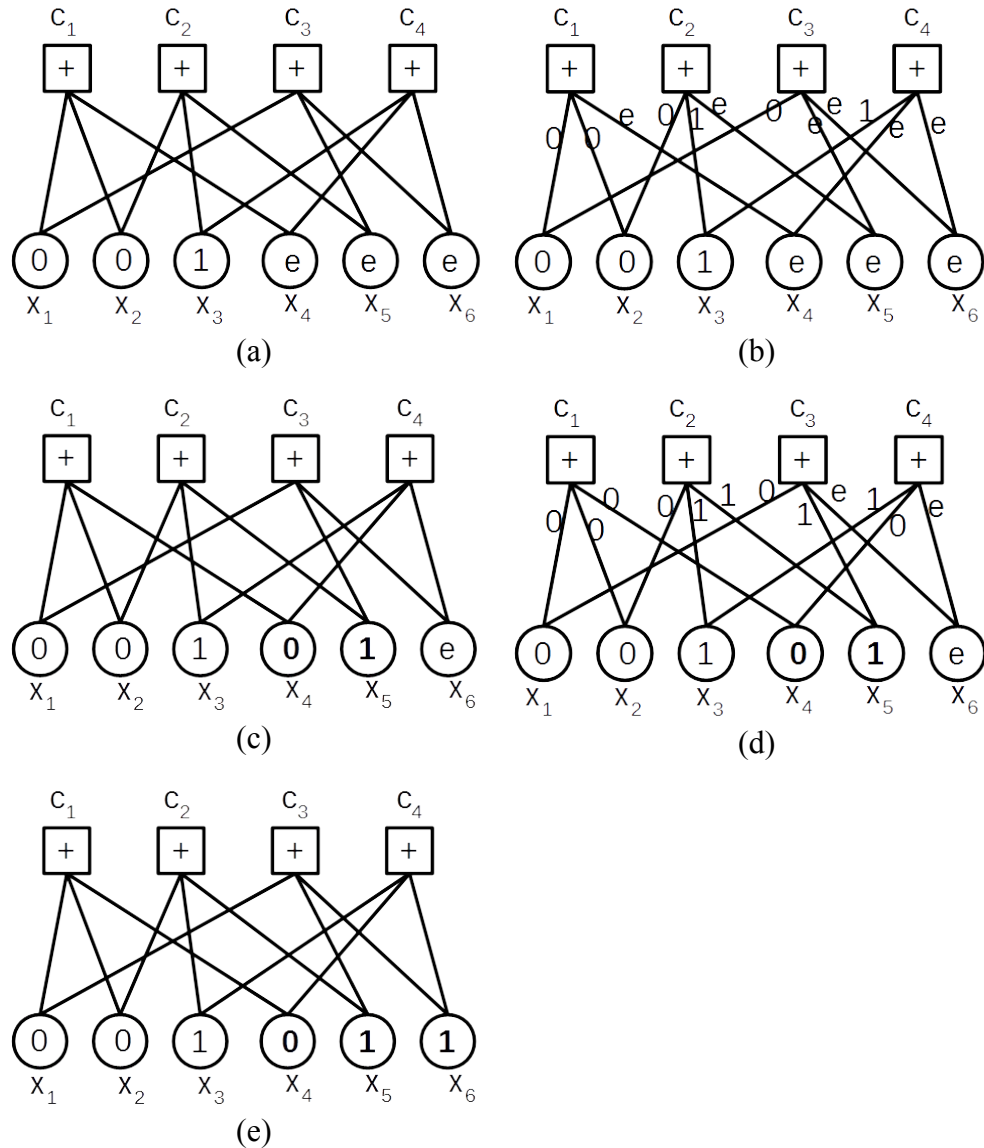 C1 C2 C3 C4
+ + + +
0 0 1 e e e
X1 X2 X3 X4 X5 X6
(a)
C1 C2 C3 C4
+ + + +
0 0 e 0 1 e 0 e e 1 e e
0 0 1 e e e
X1 X2 X3 X4 X5 X6
(b)
C1 C2 C3 C4
+ + + +
0 0 1 0 1 e
X1 X2 X3 X4 X5 X6
(c)
C1 C2 C3 C4
+ + + +
0 0 0 0 1 1 0 1 e 1 0 e
0 0 1 0 1 e
X1 X2 X3 X4 X5 X6
(d)
C1 C2 C3 C4
+ + + +
0 0 1 0 1 1
X1 X2 X3 X4 X5 X6
(e)